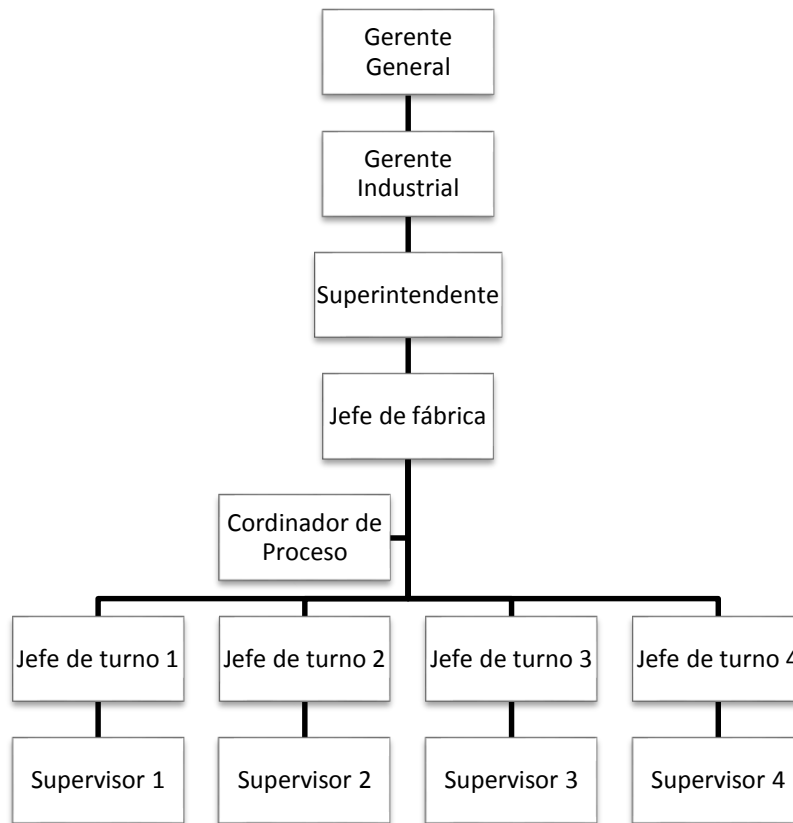 Gerente
General
Gerente
Industrial
Superintendente
Jefe de fábrica
Cordinador de
Proceso
Jefe de turno 1
Jefe de turno 2
Jefe de turno 3
Jefe de turno 4
Supervisor 1
Supervisor 2
Supervisor 3
Supervisor 4